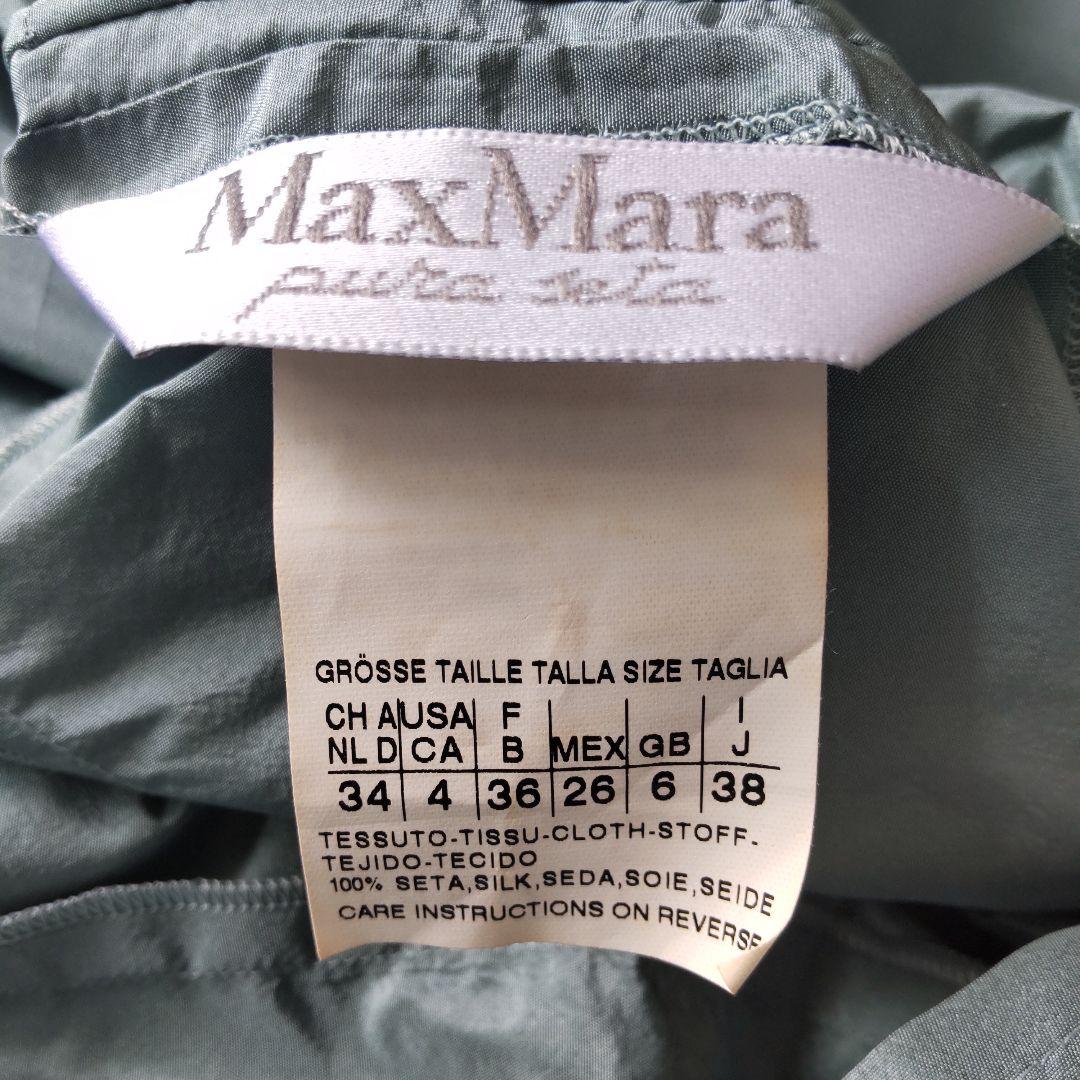 MaxMara
pura seta
GRÖSSE TAILLE TALLA SIZE TAGLIA
CH A USA F I
NL D CA B MEX GB J
34 4 36 26 6 38
TESSUTO-TISSU-CLOTH-STOFF-
TEJIDO-TECIDO
100% SETA,SILK,SEDA,SOIE,SEIDE
CARE INSTRUCTIONS ON REVERSE